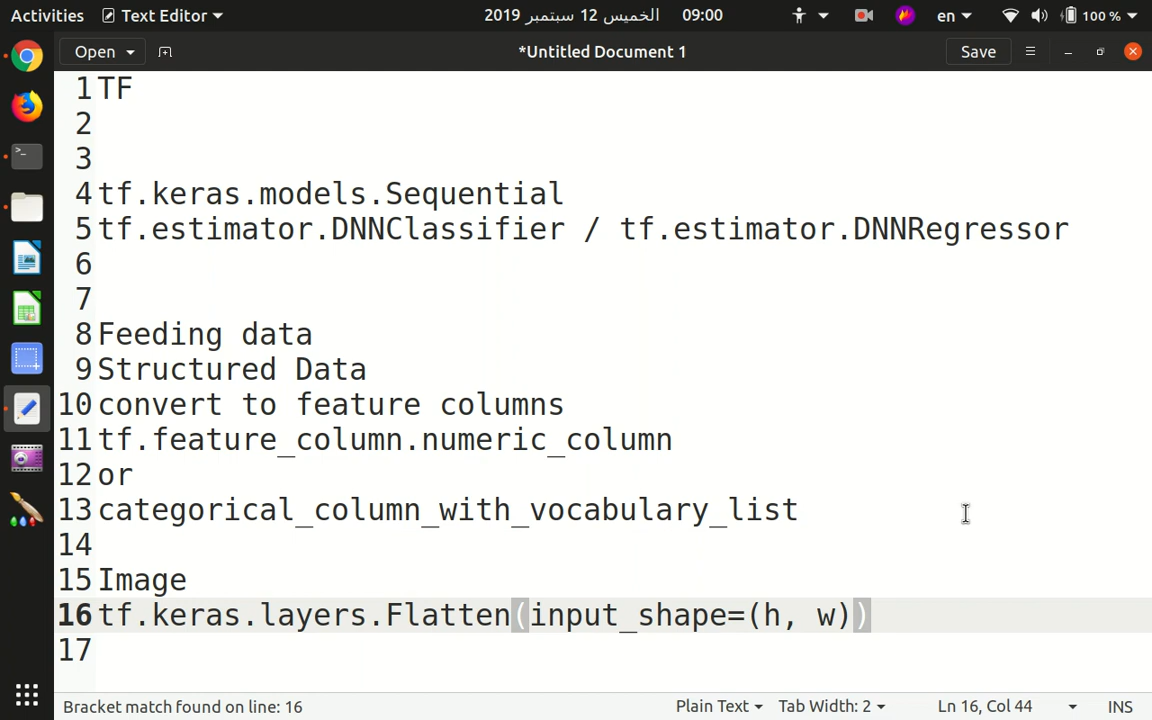 Activities Text Editor الخميس 12 سبتمبر 2019 09:00 en 100 %
Open *Untitled Document 1 Save
1 TF
2
3
4 tf.keras.models.Sequential
5 tf.estimator.DNNClassifier / tf.estimator.DNNRegressor
6
7
8 Feeding data
9 Structured Data
10 convert to feature columns
11 tf.feature_column.numeric_column
12 or
13 categorical_column_with_vocabulary_list
14
15 Image
16 tf.keras.layers.Flatten(input_shape=(h, w))
17
Bracket match found on line: 16 Plain Text Tab Width: 2 Ln 16, Col 44 INS